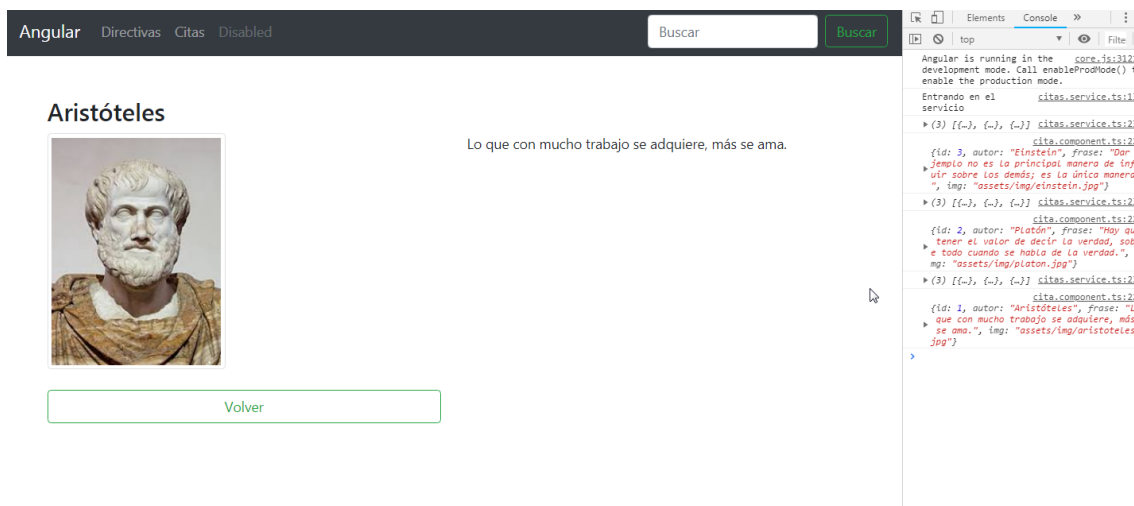 Angular Directivas Citas Disabled Buscar Buscar
Aristóteles
Lo que con mucho trabajo se adquiere, más se ama.
Volver
Elements Console »
top Filte
Angular is running in the core.js:312
development mode. Call enableProdMode()
enable the production mode.
Entrando en el citas.service.ts:1
servicio
(3) [{…}, {…}, {…}] citas.service.ts:2
cita.component.ts:2
{id: 3, autor: "Einstein", frase: "Dar
jemplo no es la principal manera de inf
uir sobre los demás; es la única manera
", img: "assets/img/einstein.jpg"}
(3) [{…}, {…}, {…}] citas.service.ts:2
cita.component.ts:2
{id: 2, autor: "Platón", frase: "Hay qu
tener el valor de decir la verdad, sob
e todo cuando se habla de la verdad.",
mg: "assets/img/platon.jpg"}
(3) [{…}, {…}, {…}] citas.service.ts:2
cita.component.ts:2
{id: 1, autor: "Aristóteles", frase: "L
que con mucho trabajo se adquiere, más
se ama.", img: "assets/img/aristoteles
jpg"}